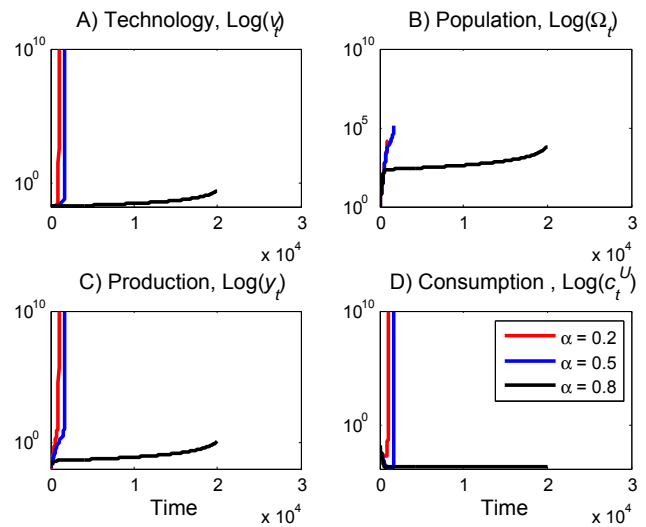 A) Technology, Log(v_t)
10^10
10^0
0 1 2 3
x 10^4
B) Population, Log(Ω_t)
10^10
10^5
10^0
0 1 2 3
x 10^4
C) Production, Log(y_t)
10^10
10^0
0 1 2 3
Time
x 10^4
D) Consumption , Log(c_t^U)
10^10
10^0
α = 0.2
α = 0.5
α = 0.8
0 1 2 3
Time
x 10^4